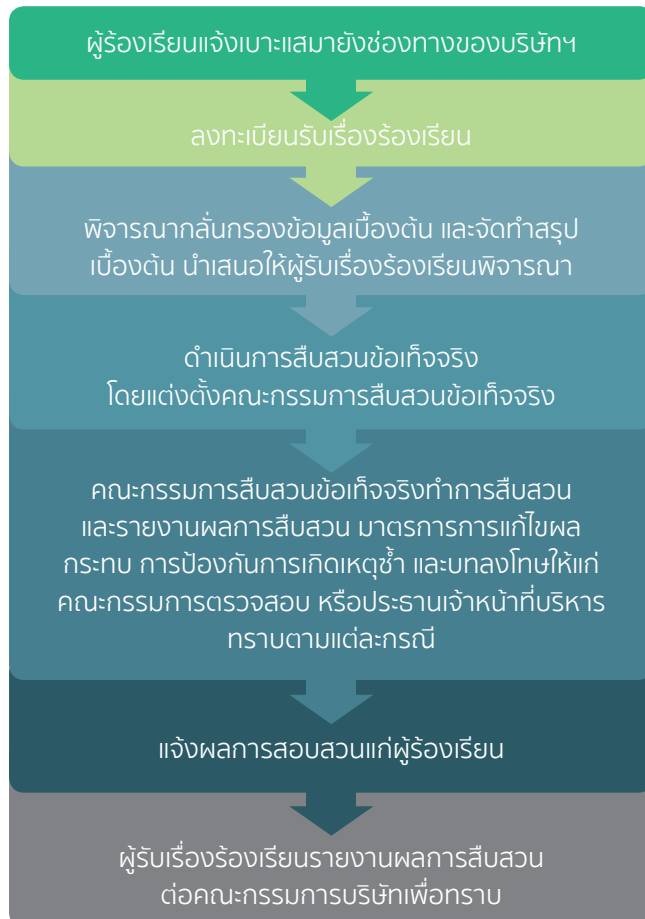 ผู้ร้องเรียนแจ้งเบาะแสมายังช่องทางของบริษัทฯ
ลงทะเบียนรับเรื่องร้องเรียน
พิจารณากลั่นกรองข้อมูลเบื้องต้น และจัดทำสรุป
เบื้องต้น นำเสนอให้ผู้รับเรื่องร้องเรียนพิจารณา
ดำเนินการสืบสวนข้อเท็จจริง
โดยแต่งตั้งคณะกรรมการสืบสวนข้อเท็จจริง
คณะกรรมการสืบสวนข้อเท็จจริงทำการสืบสวน
และรายงานผลการสืบสวน มาตรการการแก้ไขผล
กระทบ การป้องกันการเกิดเหตุซ้ำ และบทลงโทษให้แก่
คณะกรรมการตรวจสอบ หรือประธานเจ้าหน้าที่บริหาร
ทราบตามแต่ละกรณี
แจ้งผลการสอบสวนแก่ผู้ร้องเรียน
ผู้รับเรื่องร้องเรียนรายงานผลการสืบสวน
ต่อคณะกรรมการบริษัทเพื่อทราบ